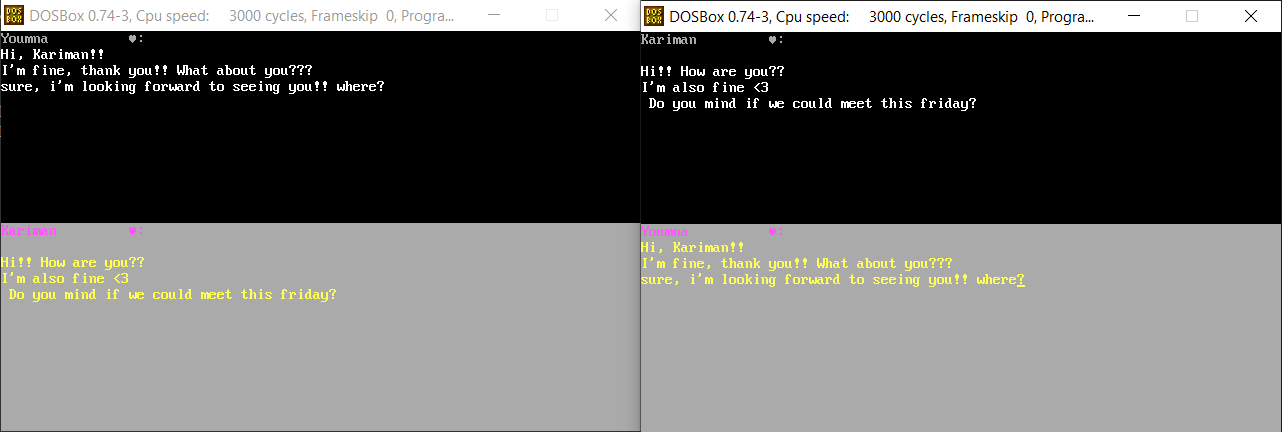 DOSBox 0.74-3, Cpu speed: 3000 cycles, Frameskip 0, Progra...
Youmna ♥:
Hi, Kariman!!
I'm fine, thank you!! What about you???
sure, i'm looking forward to seeing you!! where?
Kariman ♥:
Hi!! How are you??
I'm also fine <3
Do you mind if we could meet this friday?
DOSBox 0.74-3, Cpu speed: 3000 cycles, Frameskip 0, Progra...
Kariman ♥:
Hi!! How are you??
I'm also fine <3
Do you mind if we could meet this friday?
Youmna ♥:
Hi, Kariman!!
I'm fine, thank you!! What about you???
sure, i'm looking forward to seeing you!! where?